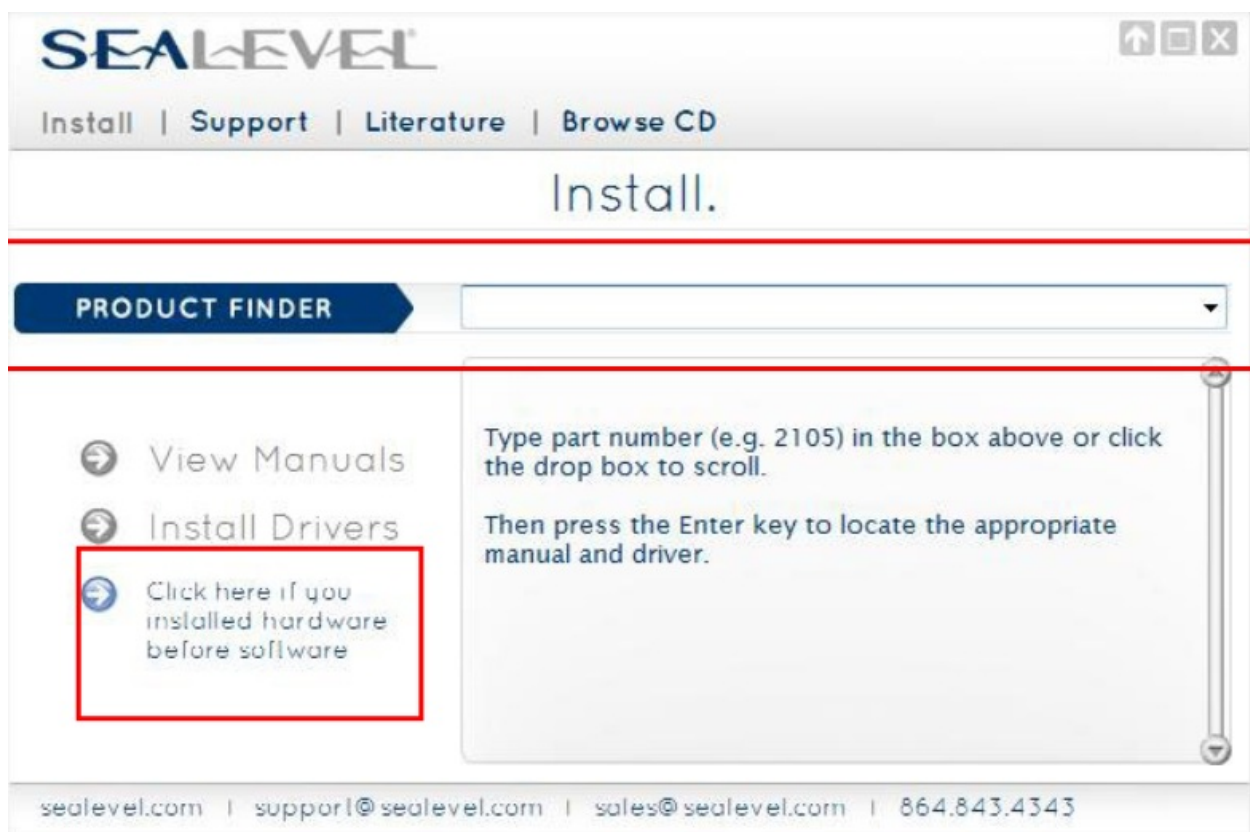 SEALEVEL
Install | Support | Literature | Browse CD
Install.
PRODUCT FINDER
Type part number (e.g. 2105) in the box above or click
the drop box to scroll.
Then press the Enter key to locate the appropriate
manual and driver.
View Manuals
Install Drivers
Click here if you
installed hardware
before software
sealevel.com | support@sealevel.com | sales@sealevel.com | 864.843.4343